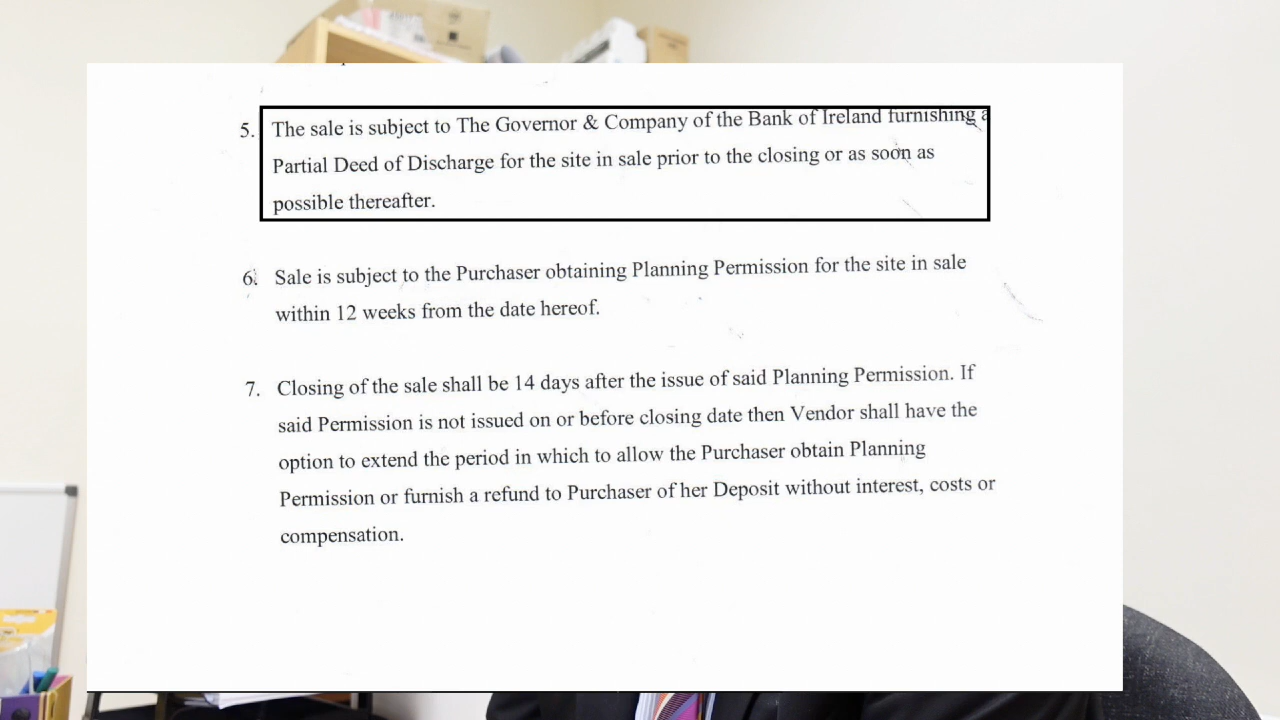 5. The sale is subject to The Governor & Company of the Bank of Ireland furnishing a
Partial Deed of Discharge for the site in sale prior to the closing or as soon as
possible thereafter.
6. Sale is subject to the Purchaser obtaining Planning Permission for the site in sale
within 12 weeks from the date hereof.
7. Closing of the sale shall be 14 days after the issue of said Planning Permission. If
said Permission is not issued on or before closing date then Vendor shall have the
option to extend the period in which to allow the Purchaser obtain Planning
Permission or furnish a refund to Purchaser of her Deposit without interest, costs or
compensation.